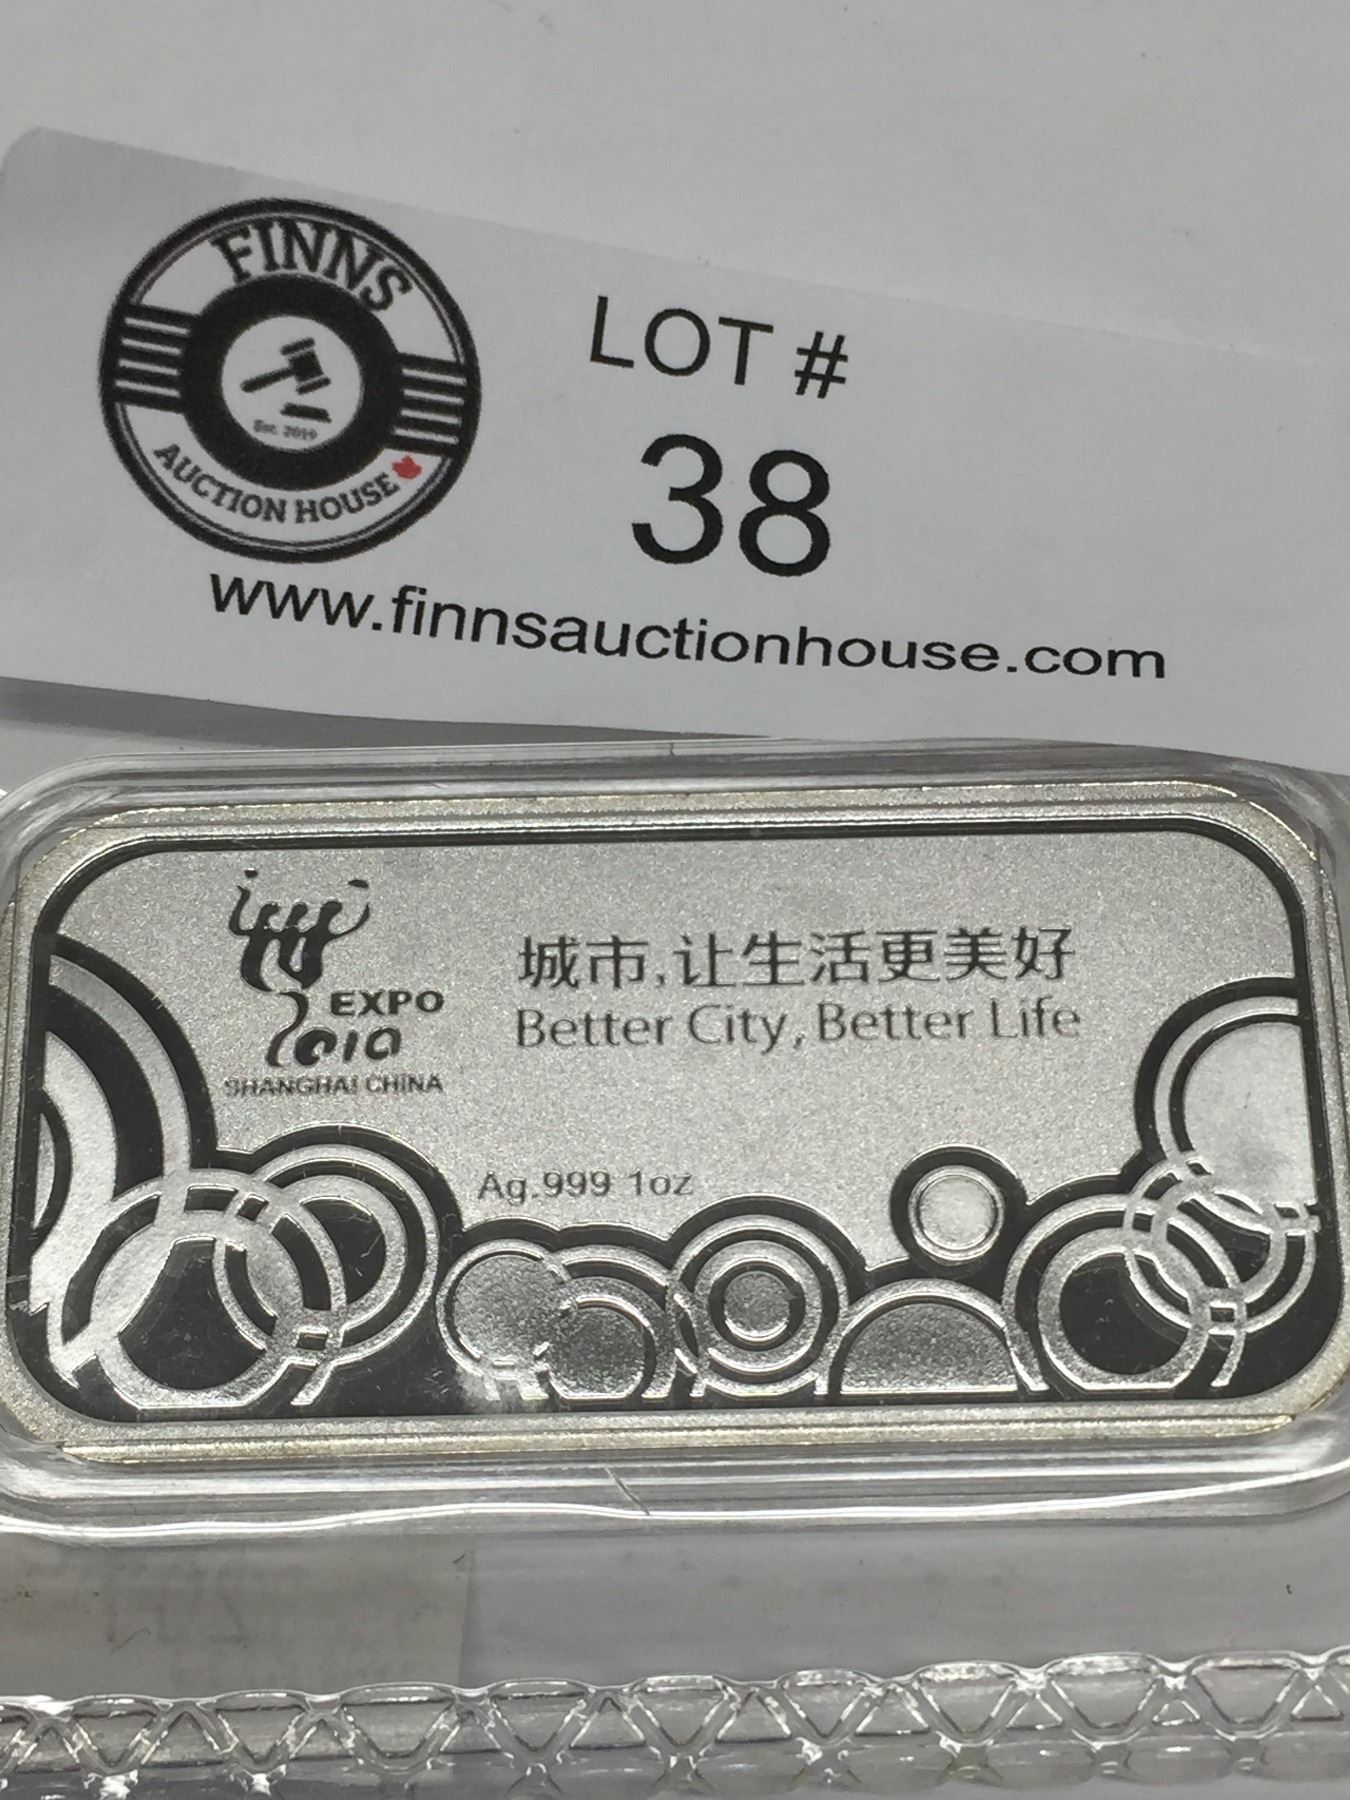 FINNS
Est. 2019
AUCTION HOUSE
LOT #
38
www.finnsauctionhouse.com
EXPO
2010
SHANGHAI CHINA
城市,让生活更美好
Better City, Better Life
Ag.999 1oz